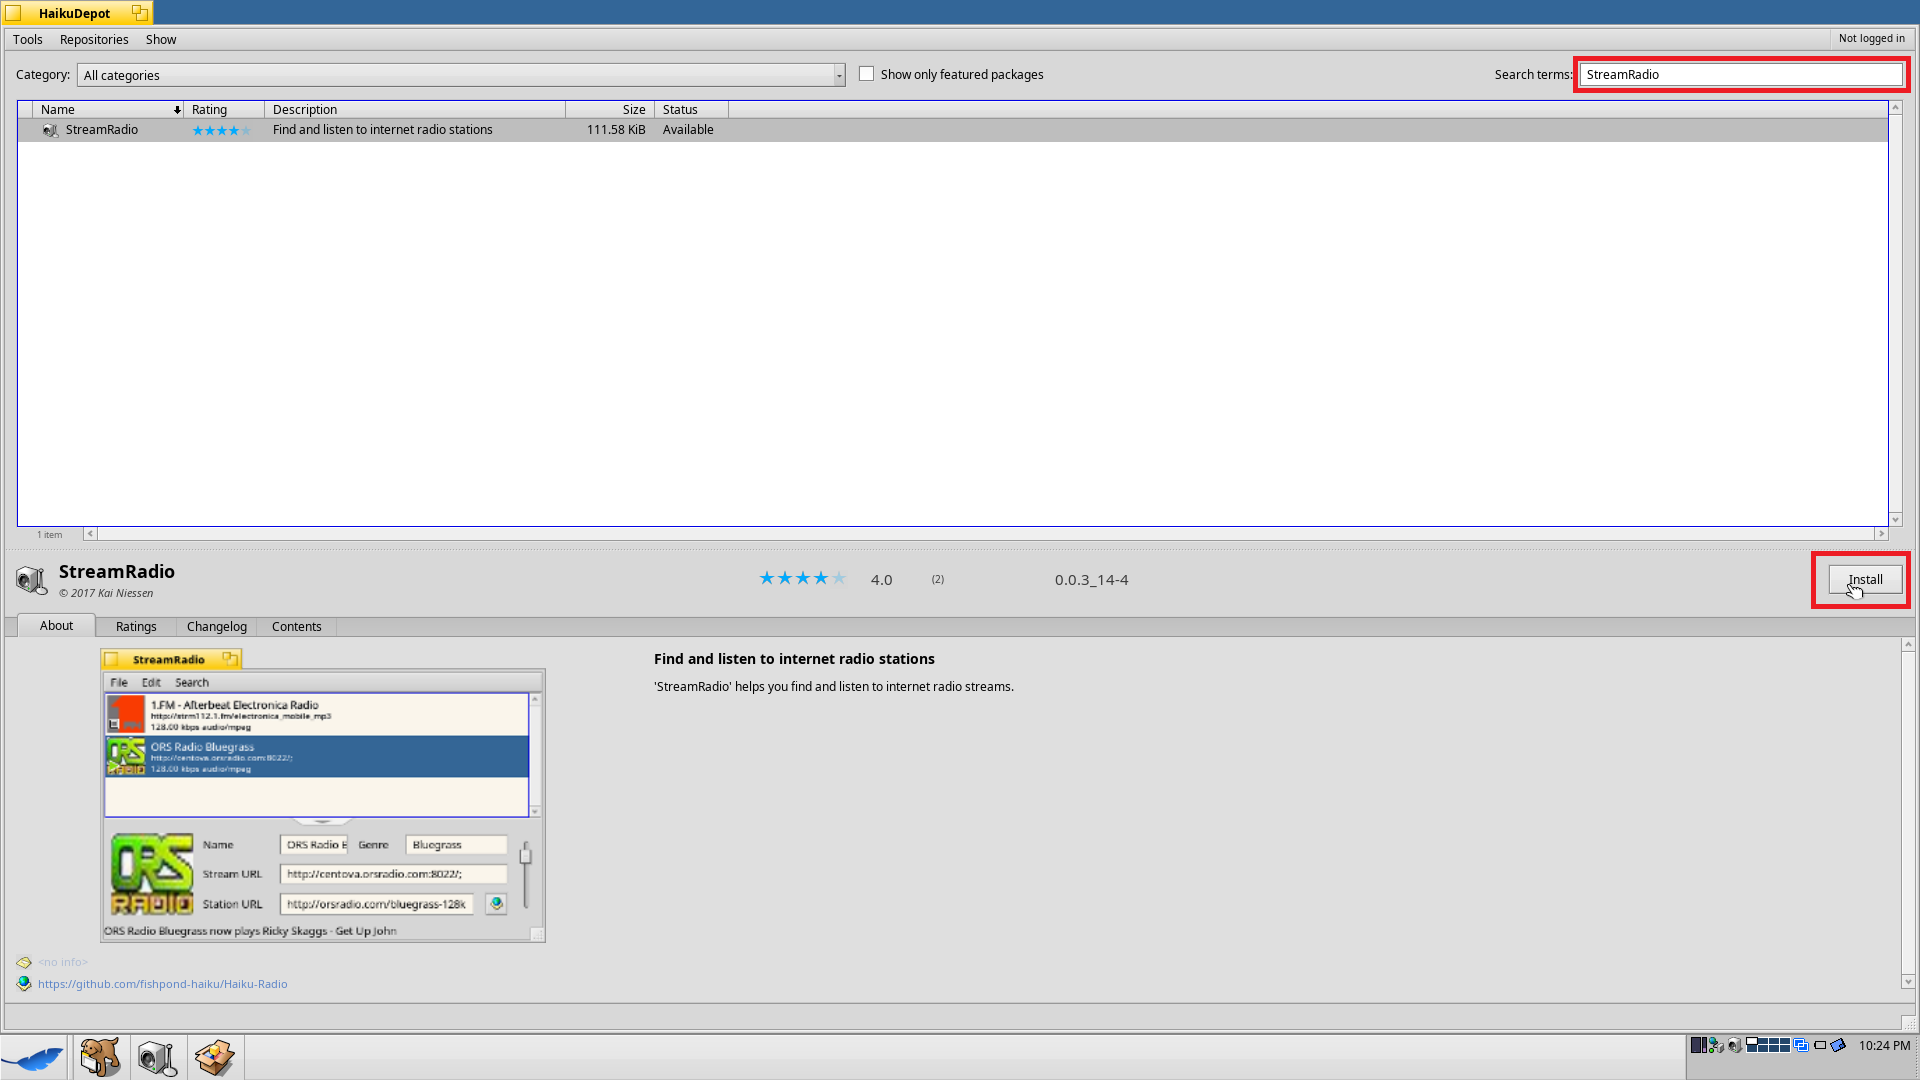 HaikuDepot
Tools Repositories Show Not logged in
Category: All categories Show only featured packages Search terms: StreamRadio
Name Rating Description Size Status
StreamRadio Find and listen to internet radio stations 111.58 KiB Available
1 item
StreamRadio 4.0 (2) 0.0.3_14-4 Install
© 2017 Kai Niessen
About Ratings Changelog Contents
StreamRadio
File Edit Search
1.FM - Afterbeat Electronica Radio
http://strm112.1.fm/electronica_mobile_mp3
128.00 kbps audio/mpeg
ORS Radio Bluegrass
http://centova.orsradio.com:8022/;
128.00 kbps audio/mpeg
ORS RADIO
Name ORS Radio B Genre Bluegrass
Stream URL http://centova.orsradio.com:8022/;
Station URL http://orsradio.com/bluegrass-128k
ORS Radio Bluegrass now plays Ricky Skaggs - Get Up John
Find and listen to internet radio stations
'StreamRadio' helps you find and listen to internet radio streams.
<no info>
https://github.com/fishpond-haiku/Haiku-Radio
10:24 PM